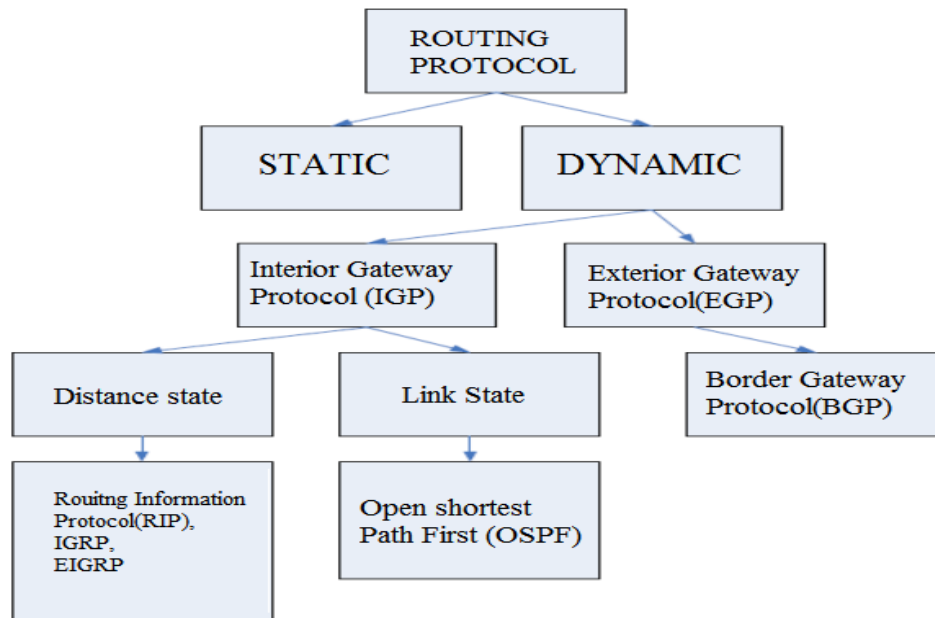 ROUTING
PROTOCOL
STATIC
DYNAMIC
Interior Gateway
Protocol (IGP)
Exterior Gateway
Protocol(EGP)
Distance state
Link State
Border Gateway
Protocol(BGP)
Rouitng Information
Protocol(RIP),
IGRP,
EIGRP
Open shortest
Path First (OSPF)